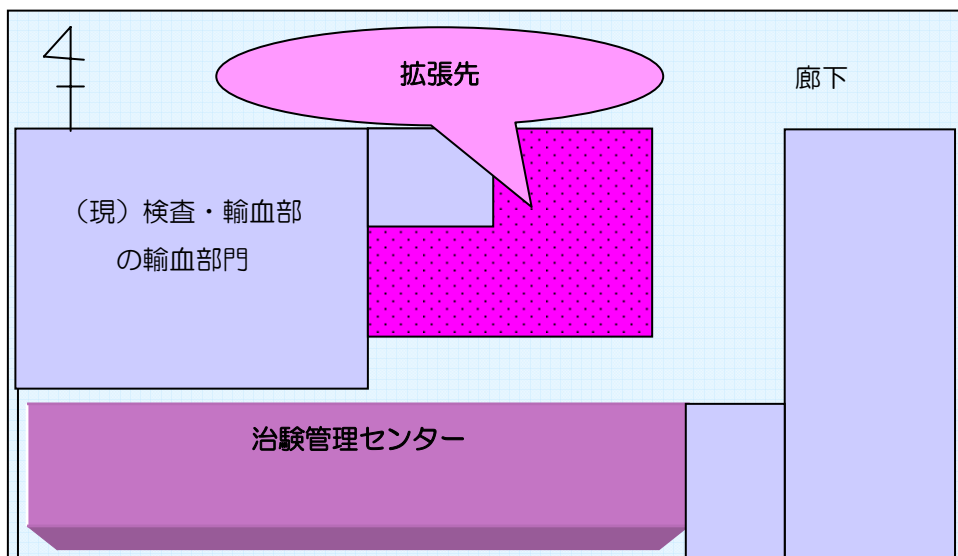 拡張先
廊下
（現）検査・輸血部
の輸血部門
治験管理センター